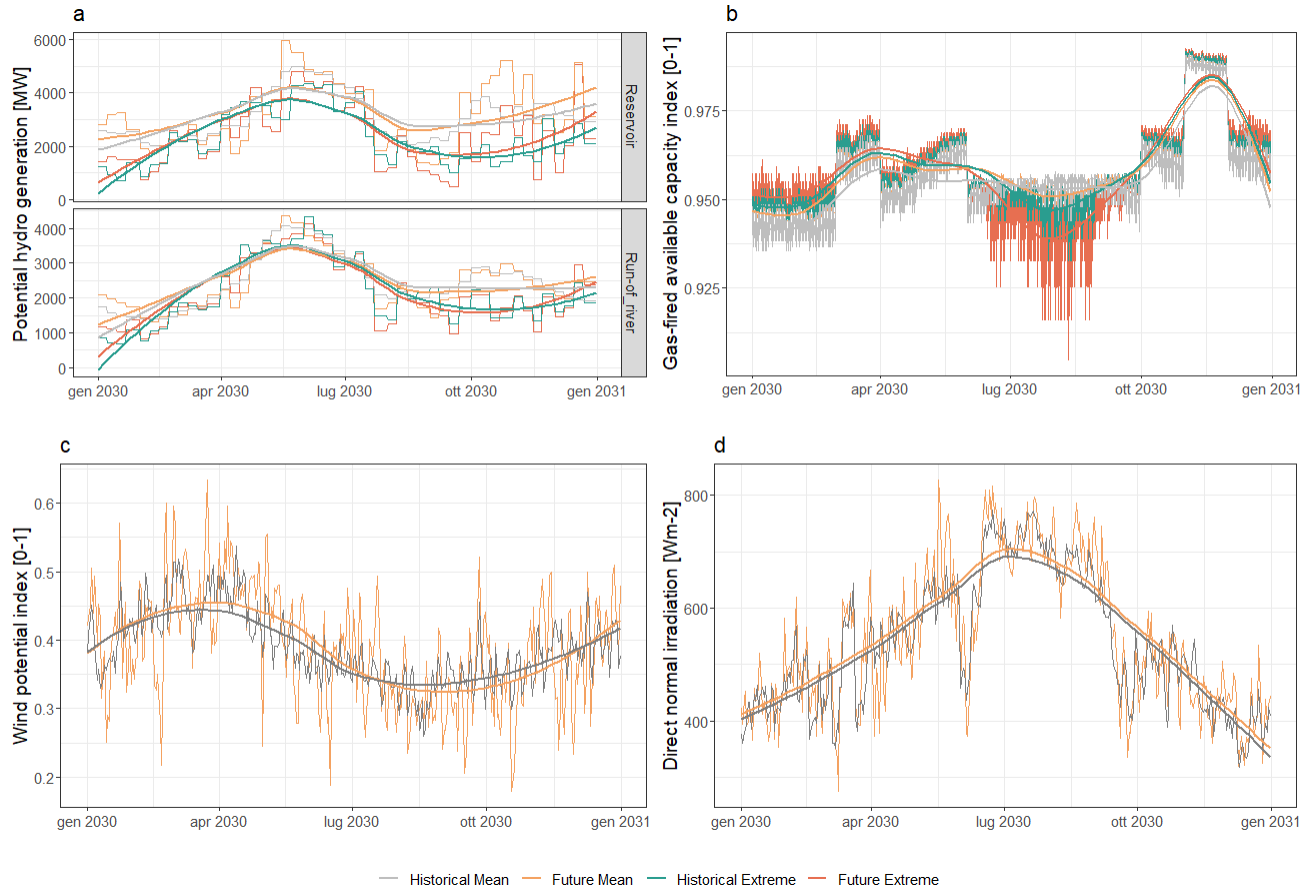 a
Potential hydro generation [MW]
6000
4000
2000
0
Reservoir
4000
3000
2000
1000
0
Run-of_river
gen 2030
apr 2030
lug 2030
ott 2030
gen 2031
b
Gas-fired available capacity index [0-1]
0.975
0.950
0.925
gen 2030
apr 2030
lug 2030
ott 2030
gen 2031
c
Wind potential index [0-1]
0.6
0.5
0.4
0.3
0.2
gen 2030
apr 2030
lug 2030
ott 2030
gen 2031
d
Direct normal irradiation [Wm-2]
800
600
400
gen 2030
apr 2030
lug 2030
ott 2030
gen 2031
Historical Mean
Future Mean
Historical Extreme
Future Extreme